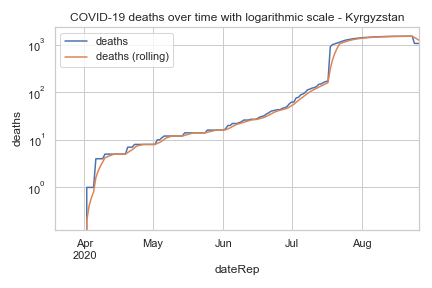 COVID-19 deaths over time with logarithmic scale - Kyrgyzstan
deaths
deaths (rolling)
10³
10²
10¹
10⁰
deaths
Apr
2020
May
Jun
Jul
Aug
dateRep